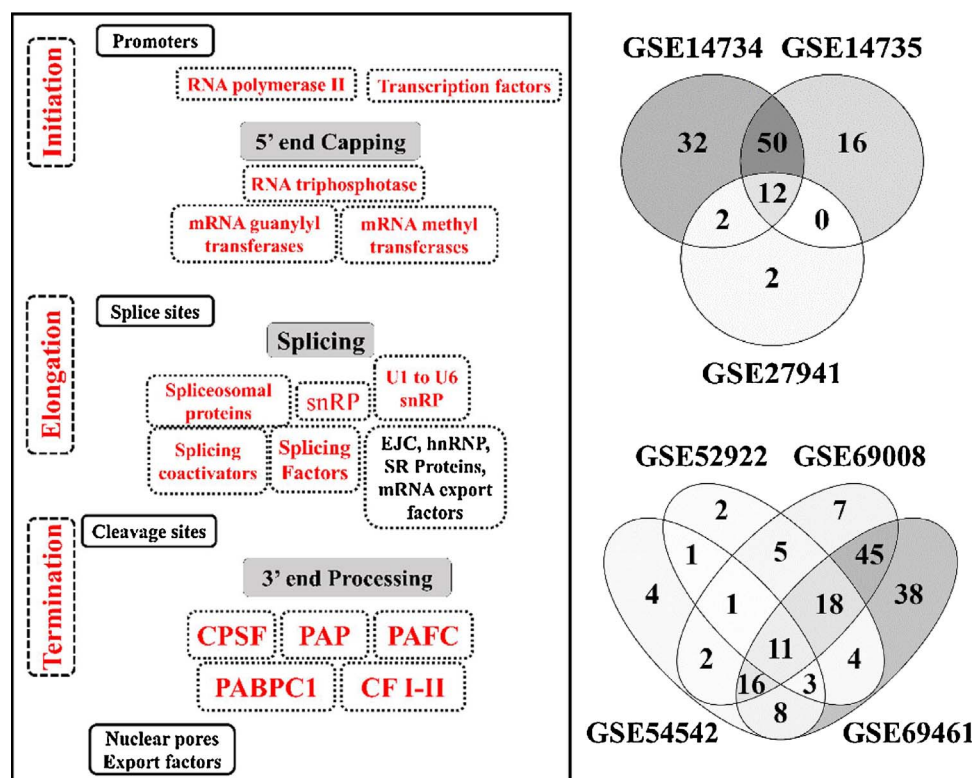 Initiation
Promoters
RNA polymerase II
Transcription factors
5’ end Capping
RNA triphosphotase
mRNA guanylyl
transferases
mRNA methyl
transferases
Elongation
Splice sites
Splicing
Spliceosomal
proteins
snRP
U1 to U6
snRP
Splicing
coactivators
Splicing
Factors
EJC, hnRNP,
SR Proteins,
mRNA export
factors
Termination
Cleavage sites
3’ end Processing
CPSF
PAP
PAFC
PABPC1
CF I-II
Nuclear pores
Export factors
GSE14734
GSE14735
32
50
16
12
2
0
2
GSE27941
GSE52922
GSE69008
2
7
1
5
45
4
1
18
38
2
11
4
16
3
8
GSE54542
GSE69461